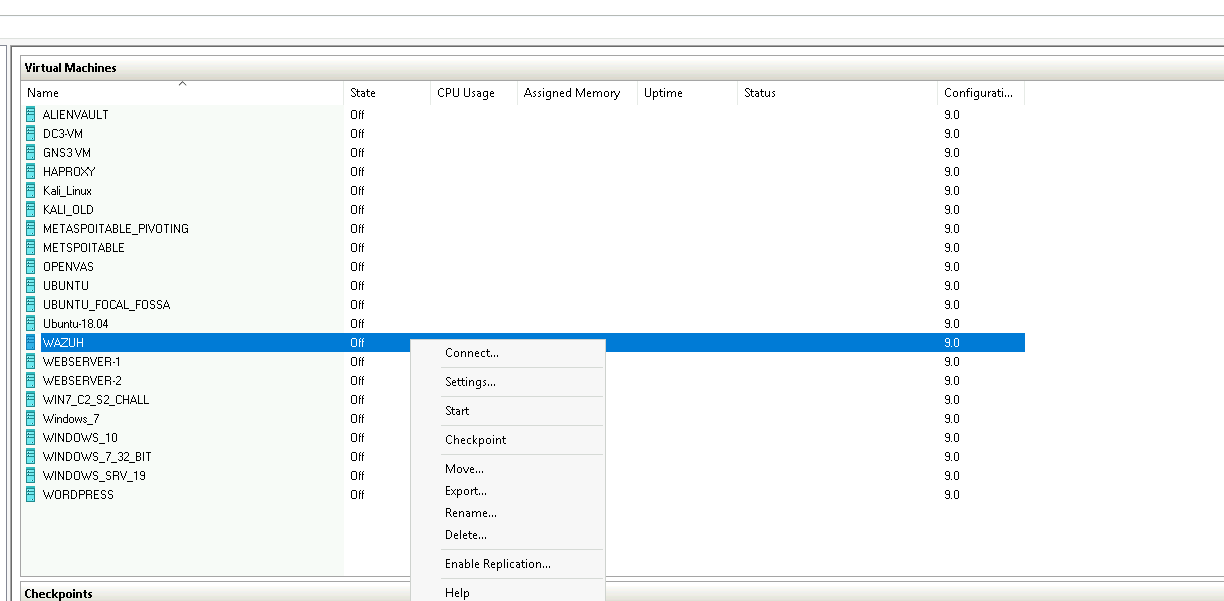 Virtual Machines
Name State CPU Usage Assigned Memory Uptime Status Configurati...
ALIENVAULT Off 9.0
DC3-VM Off 9.0
GNS3 VM Off 9.0
HAPROXY Off 9.0
Kali_Linux Off 9.0
KALI_OLD Off 9.0
METASPOITABLE_PIVOTING Off 9.0
METSPOITABLE Off 9.0
OPENVAS Off 9.0
UBUNTU Off 9.0
UBUNTU_FOCAL_FOSSA Off 9.0
Ubuntu-18.04 Off 9.0
WAZUH Off 9.0
WEBSERVER-1 Off 9.0
WEBSERVER-2 Off 9.0
WIN7_C2_S2_CHALL Off 9.0
Windows_7 Off 9.0
WINDOWS_10 Off 9.0
WINDOWS_7_32_BIT Off 9.0
WINDOWS_SRV_19 Off 9.0
WORDPRESS Off 9.0
Connect...
Settings...
Start
Checkpoint
Move...
Export...
Rename...
Delete...
Enable Replication...
Help
Checkpoints